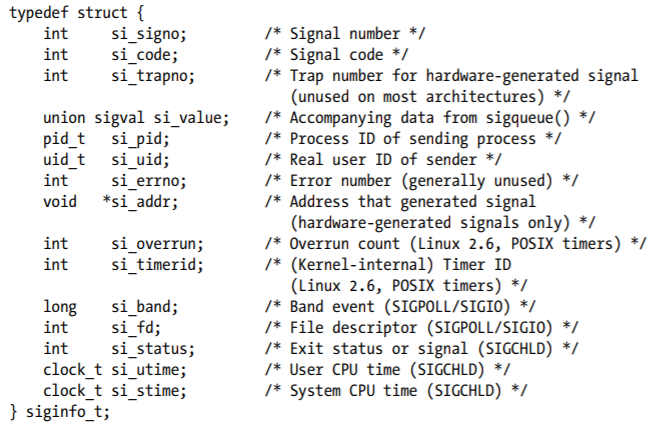 typedef struct {
    int     si_signo;        /* Signal number */
    int     si_code;         /* Signal code */
    int     si_trapno;       /* Trap number for hardware-generated signal
                                (unused on most architectures) */
    union sigval si_value;   /* Accompanying data from sigqueue() */
    pid_t   si_pid;          /* Process ID of sending process */
    uid_t   si_uid;          /* Real user ID of sender */
    int     si_errno;        /* Error number (generally unused) */
    void   *si_addr;         /* Address that generated signal
                                (hardware-generated signals only) */
    int     si_overrun;      /* Overrun count (Linux 2.6, POSIX timers) */
    int     si_timerid;      /* (Kernel-internal) Timer ID
                                (Linux 2.6, POSIX timers) */
    long    si_band;         /* Band event (SIGPOLL/SIGIO) */
    int     si_fd;           /* File descriptor (SIGPOLL/SIGIO) */
    int     si_status;       /* Exit status or signal (SIGCHLD) */
    clock_t si_utime;        /* User CPU time (SIGCHLD) */
    clock_t si_stime;        /* System CPU time (SIGCHLD) */
} siginfo_t;